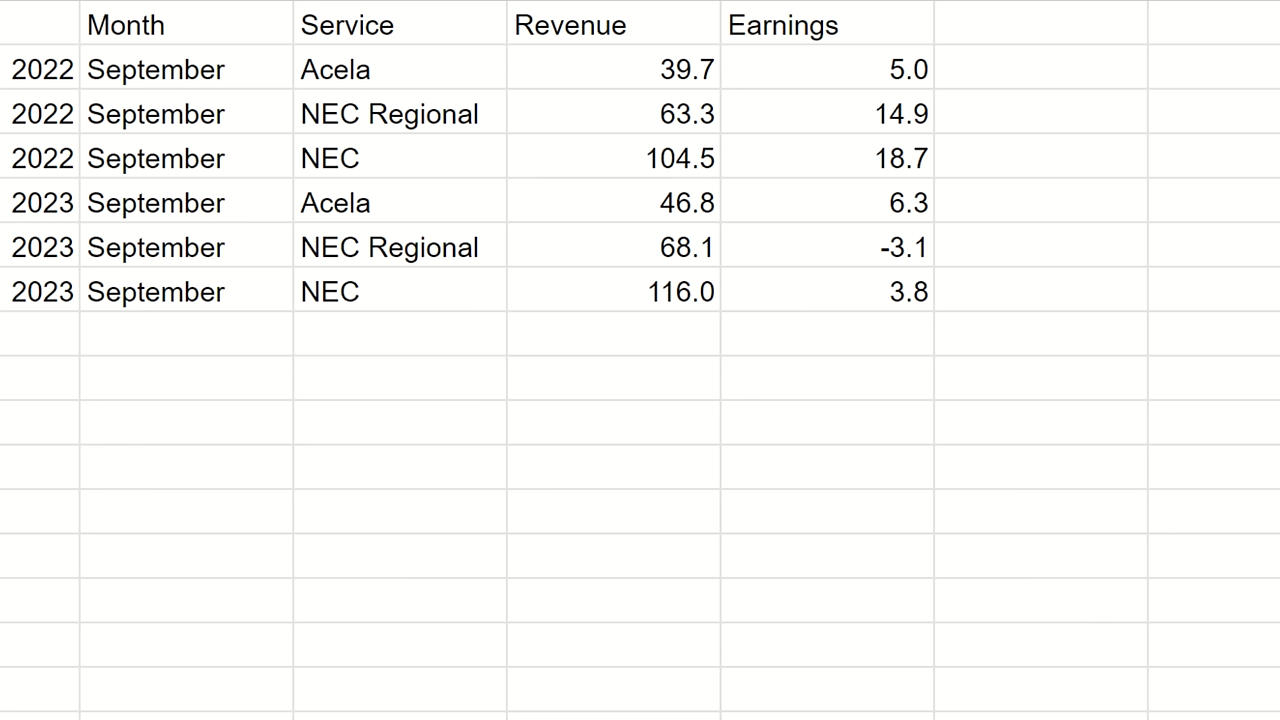 Month Service Revenue Earnings
2022 September Acela 39.7 5.0
2022 September NEC Regional 63.3 14.9
2022 September NEC 104.5 18.7
2023 September Acela 46.8 6.3
2023 September NEC Regional 68.1 -3.1
2023 September NEC 116.0 3.8